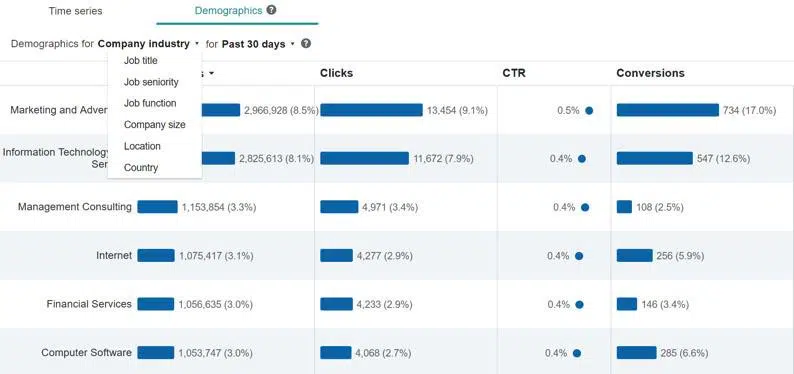 Time series Demographics ?
Demographics for Company industry for Past 30 days ?
Job title
Job seniority
Job function
Company size
Location
Country
s Clicks CTR Conversions
Marketing and Adver 2,966,928 (8.5%) 13,454 (9.1%) 0.5% 734 (17.0%)
Information Technology
Ser 2,825,613 (8.1%) 11,672 (7.9%) 0.4% 547 (12.6%)
Management Consulting 1,153,854 (3.3%) 4,971 (3.4%) 0.4% 108 (2.5%)
Internet 1,075,417 (3.1%) 4,277 (2.9%) 0.4% 256 (5.9%)
Financial Services 1,056,635 (3.0%) 4,233 (2.9%) 0.4% 146 (3.4%)
Computer Software 1,053,747 (3.0%) 4,068 (2.7%) 0.4% 285 (6.6%)